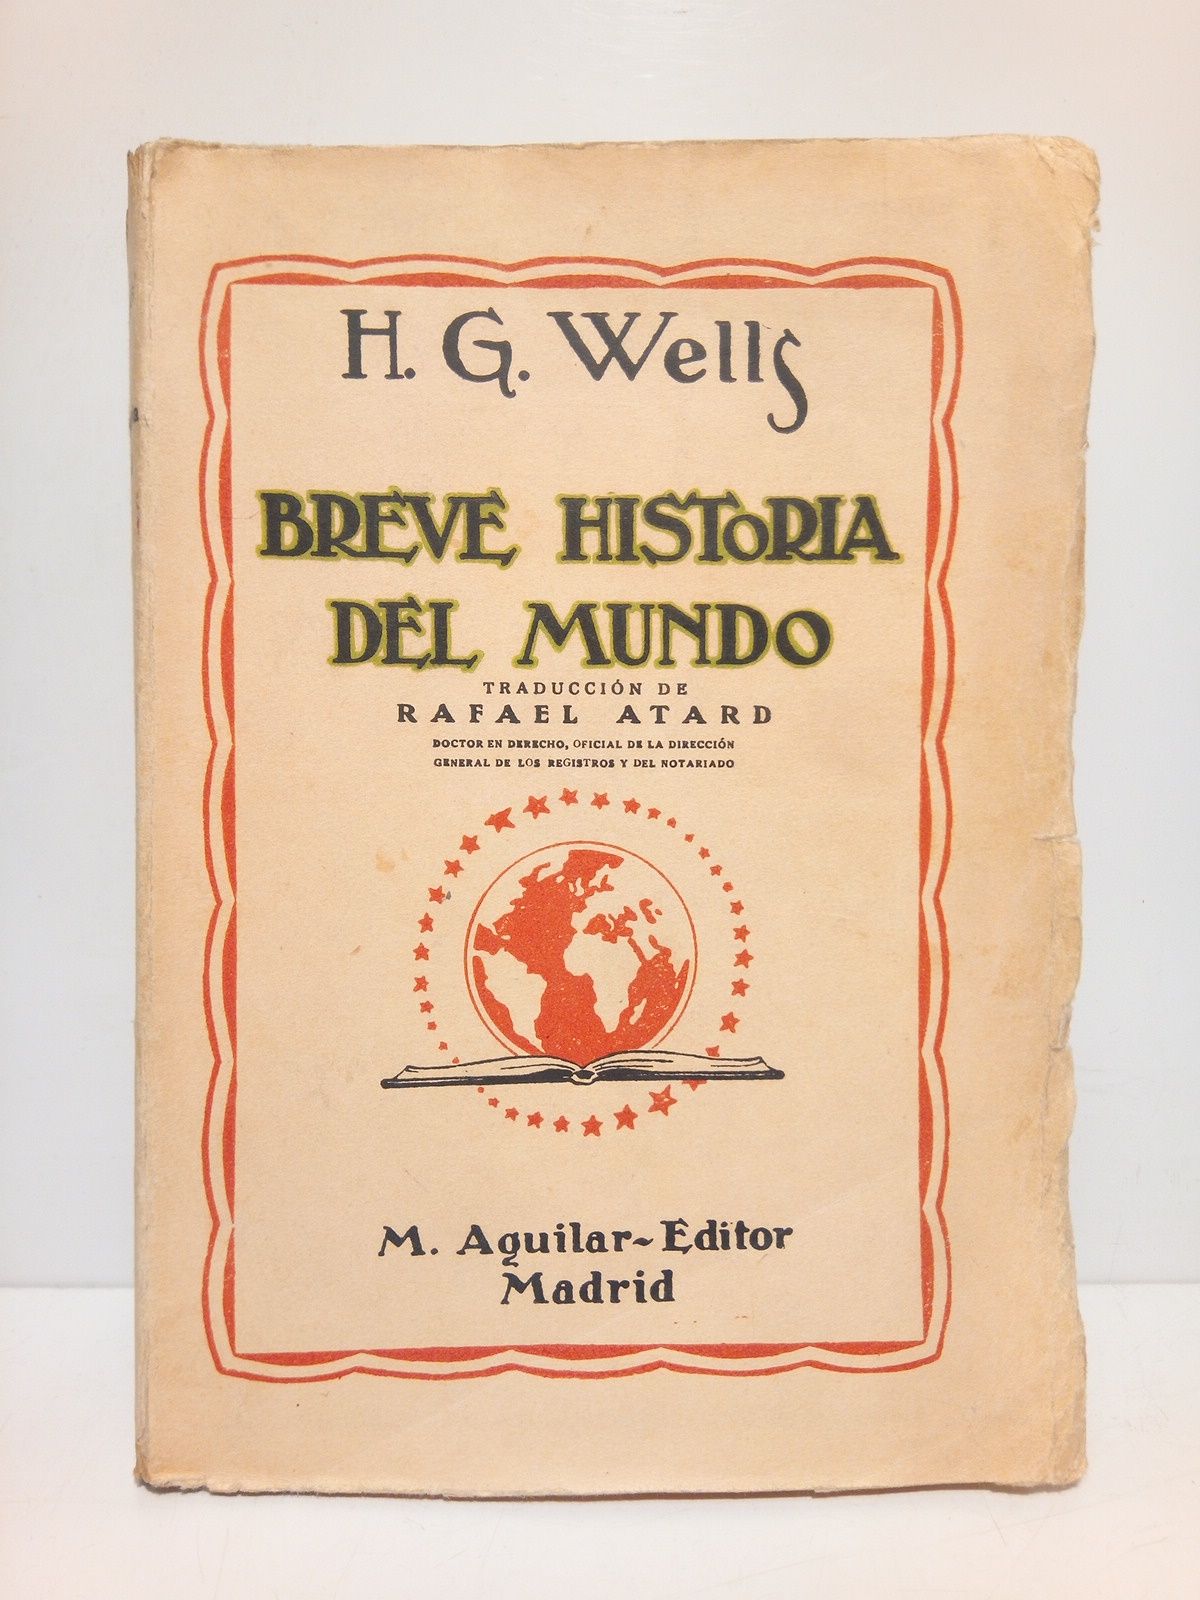 H. G. Wells
BREVE HISTORIA
DEL MUNDO
TRADUCCIÓN DE
RAFAEL ATARD
DOCTOR EN DERECHO, OFICIAL DE LA DIRECCIÓN
GENERAL DE LOS REGISTROS Y DEL NOTARIADO
M. Aguilar-Editor
Madrid